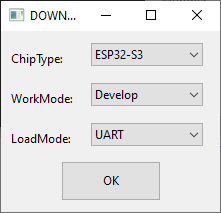 DOWN...
ChipType: ESP32-S3
WorkMode: Develop
LoadMode: UART
OK